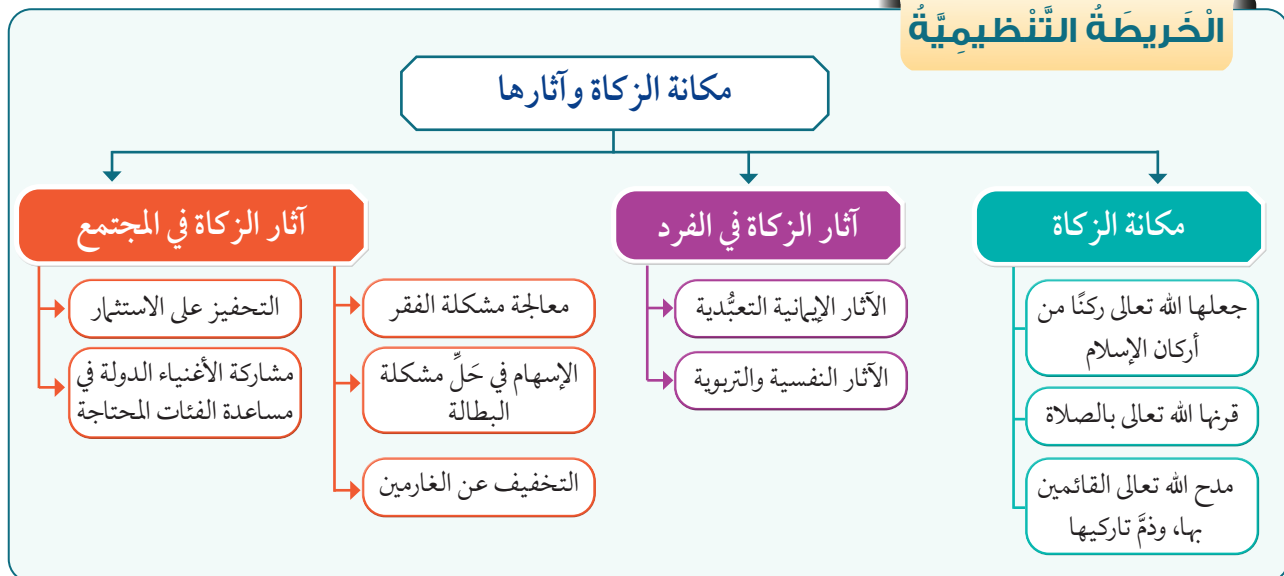 الْخَرِيطَةُ التَّنْظِيمِيَّةُ
مكانة الزكاة وآثارها
مكانة الزكاة
جعلها الله تعالى ركنًا من
أركان الإسلام
قرنها الله تعالى بالصلاة
مدح الله تعالى القائمين
بها، وذمَّ تاركيها
آثار الزكاة في الفرد
الآثار الإيمانية التعبُّدية
الآثار النفسية والتربوية
آثار الزكاة في المجتمع
معالجة مشكلة الفقر
الإسهام في حَلِّ مشكلة
البطالة
التخفيف عن الغارمين
التحفيز على الاستثمار
مشاركة الأغنياء الدولة في
مساعدة الفئات المحتاجة